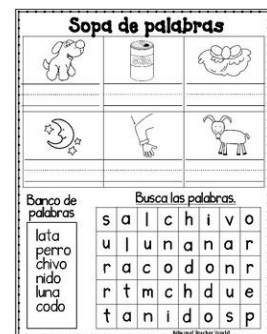 Sopa de palabras
Banco de
palabras
lata
perro
chivo
nido
luna
codo
Busca las palabras.
s a l c h i v o
u l u n a n a r
r a c o d o n r
r t m c h d u e
t a n i d o s p